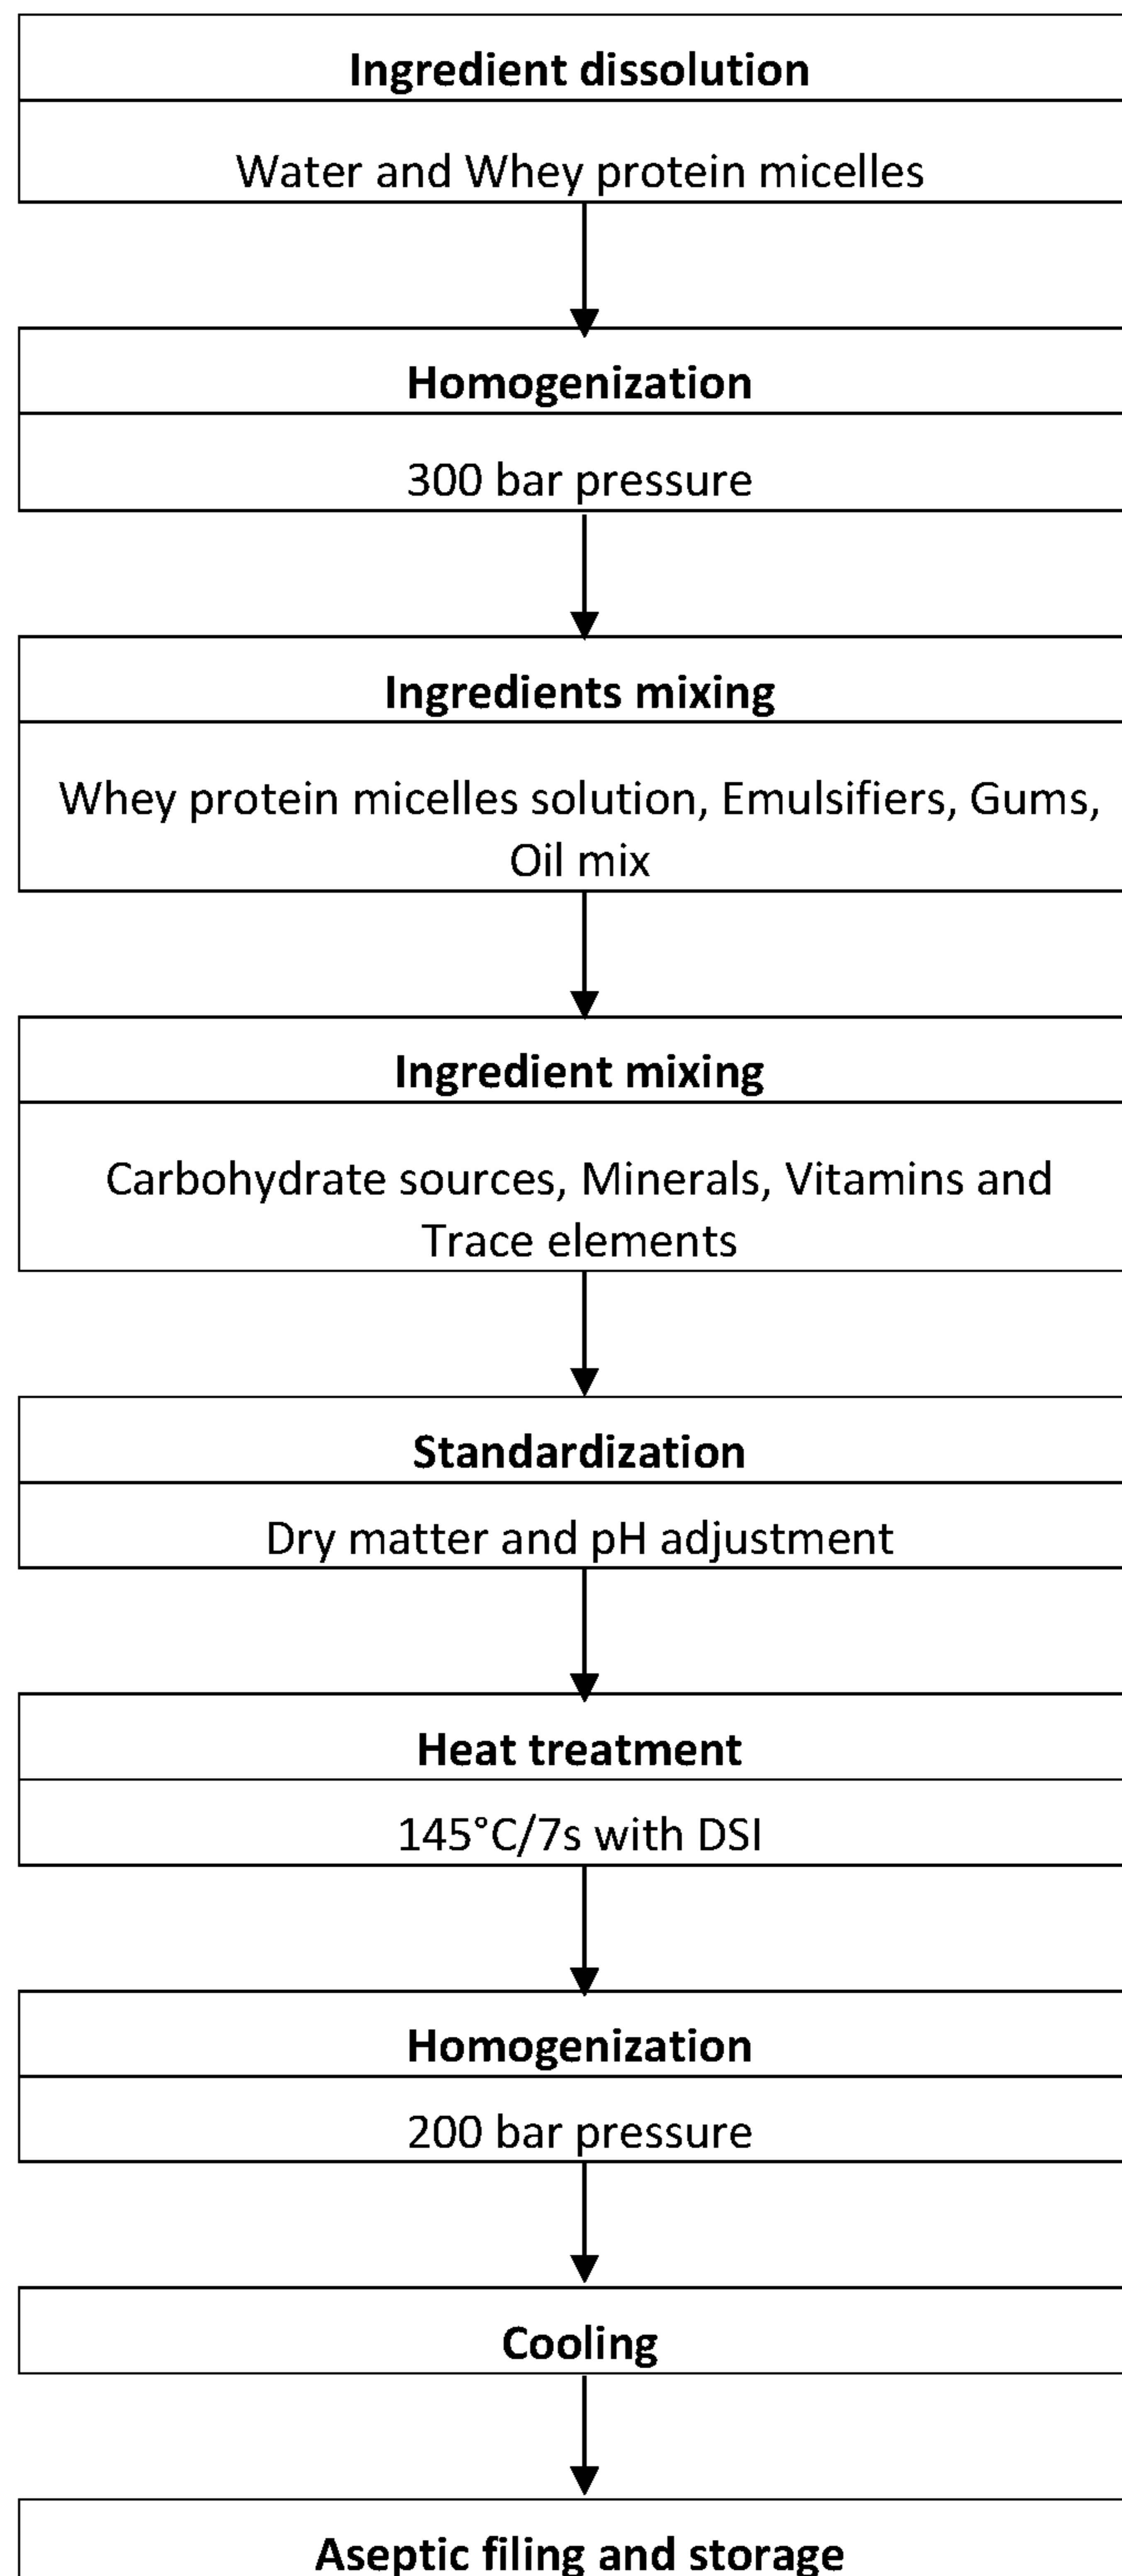 Ingredient dissolution
Water and Whey protein micelles
Homogenization
300 bar pressure
Ingredients mixing
Whey protein micelles solution, Emulsifiers, Gums,
Oil mix
Ingredient mixing
Carbohydrate sources, Minerals, Vitamins and
Trace elements
Standardization
Dry matter and pH adjustment
Heat treatment
145°C/7s with DSI
Homogenization
200 bar pressure
Cooling
Aseptic filing and storage